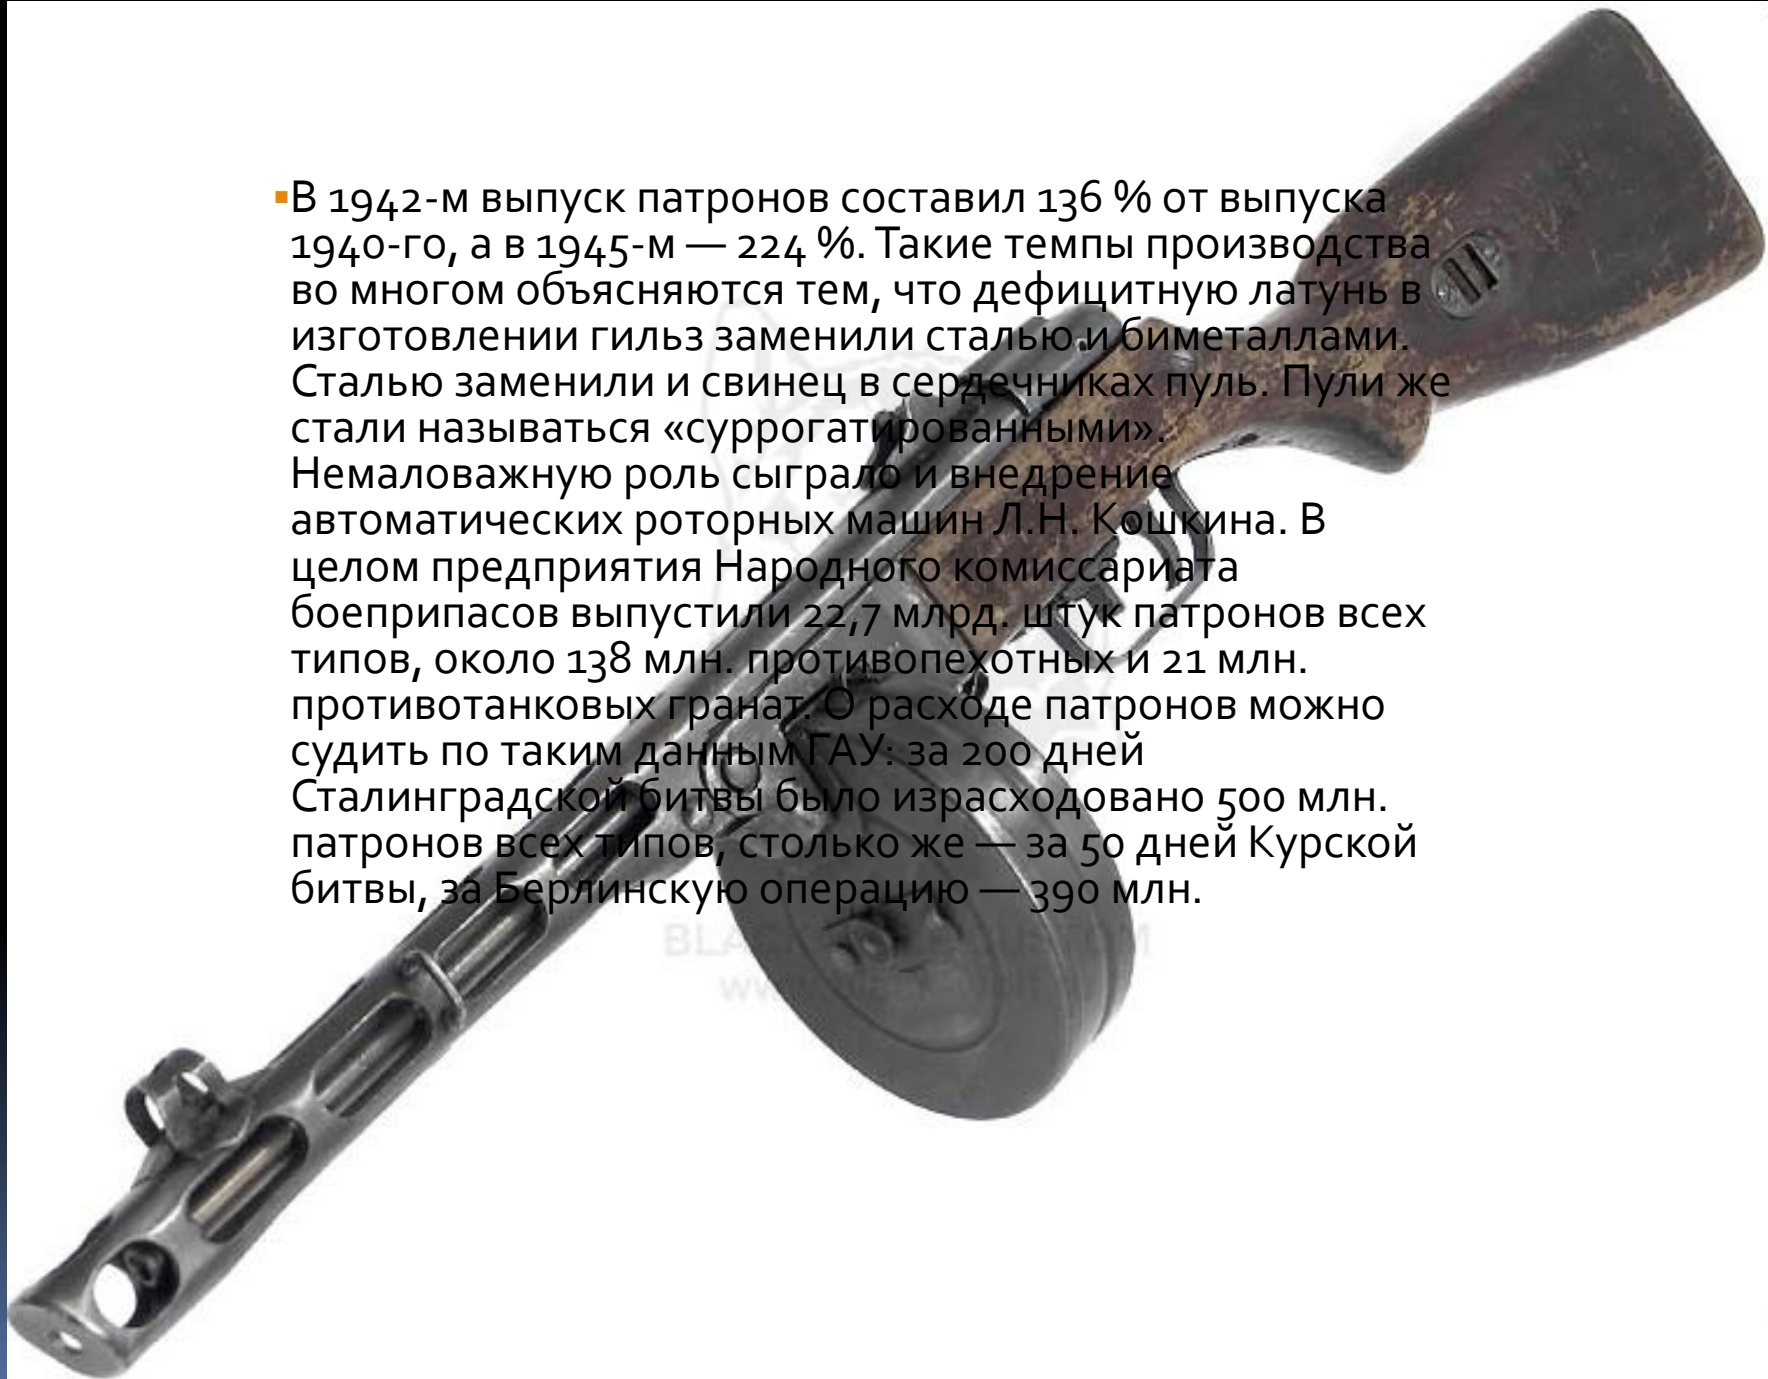 В 1942-м выпуск патронов составил 136 % от выпуска
1940-го, а в 1945-м — 224 %. Такие темпы производства
во многом объясняются тем, что дефицитную латунь в
изготовлении гильз заменили сталью и биметаллами.
Сталью заменили и свинец в сердечниках пуль. Пули же
стали называться «суррогатированными».
Немаловажную роль сыграло и внедрение
автоматических роторных машин Л.Н. Кошкина. В
целом предприятия Народного комиссариата
боеприпасов выпустили 22,7 млрд. штук патронов всех
типов, около 138 млн. противопехотных и 21 млн.
противотанковых гранат. О расходе патронов можно
судить по таким данным ГАУ: за 200 дней
Сталинградской битвы было израсходовано 500 млн.
патронов всех типов, столько же — за 50 дней Курской
битвы, за Берлинскую операцию — 390 млн.